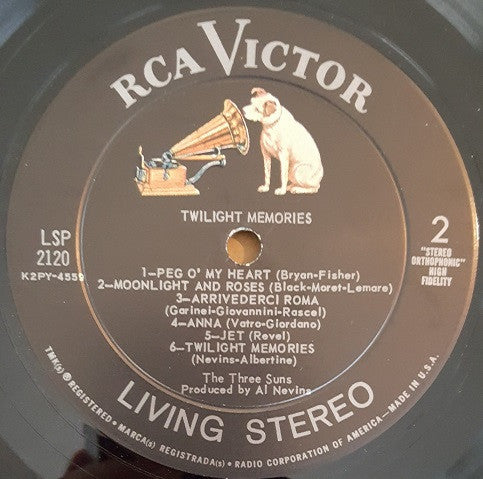 RCA VICTOR
TWILIGHT MEMORIES
LSP
2120
K2PY-4559
2
"STEREO
ORTHOPHONIC"
HIGH
FIDELITY
1—PEG O' MY HEART (Bryan-Fisher)
2—MOONLIGHT AND ROSES (Black-Moret-Lemare)
3—ARRIVEDERCI ROMA
(Garinei-Giovannini-Rascel)
4—ANNA (Vatro-Giordano)
5—JET (Revel)
6—TWILIGHT MEMORIES
(Nevins-Albertine)
The Three Suns
Produced by Al Nevins
LIVING STEREO
TMK(s) ® REGISTERED • MARCA(s) REGISTRADA(s) • RADIO CORPORATION OF AMERICA—MADE IN U.S.A.